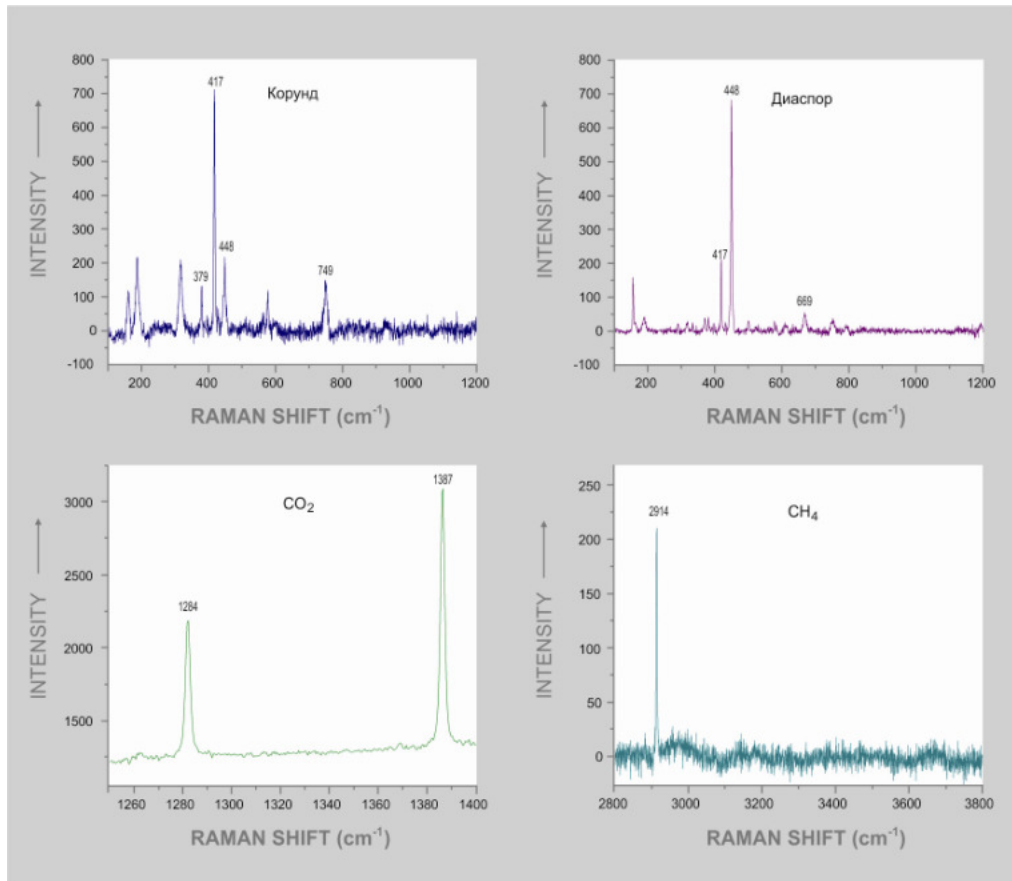 800
700
600
500
400
300
200
100
0
-100
INTENSITY
417
Корунд
379
448
749
200 400 600 800 1000 1200
RAMAN SHIFT (cm⁻¹)
800
700
600
500
400
300
200
100
0
-100
INTENSITY
448
Диаспор
417
669
200 400 600 800 1000 1200
RAMAN SHIFT (cm⁻¹)
3000
2500
2000
1500
INTENSITY
1387
CO₂
1284
1260 1280 1300 1320 1340 1360 1380 1400
RAMAN SHIFT (cm⁻¹)
250
200
150
100
50
0
INTENSITY
2914
CH₄
2800 3000 3200 3400 3600 3800
RAMAN SHIFT (cm⁻¹)